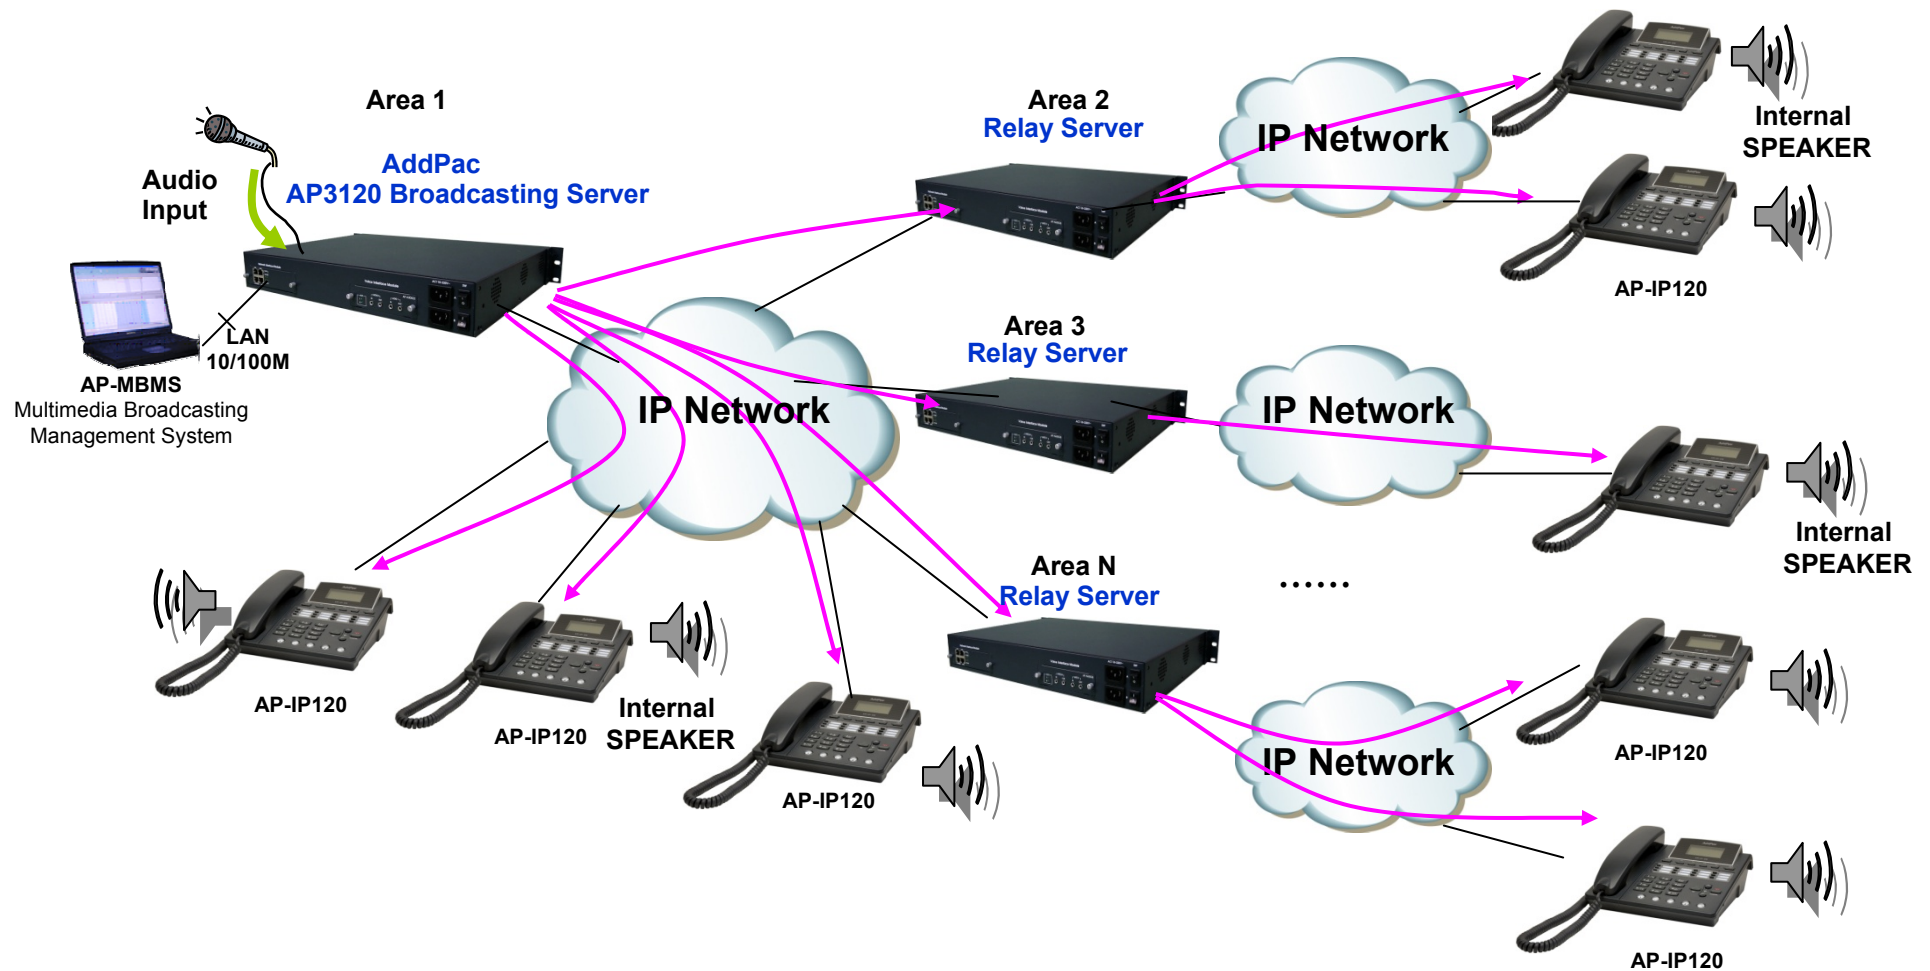 Area 1
AddPac
AP3120 Broadcasting Server
Audio
Input
LAN
10/100M
AP-MBMS
Multimedia Broadcasting
Management System
IP Network
AP-IP120
AP-IP120
Internal
SPEAKER
AP-IP120
Area 2
Relay Server
IP Network
Internal
SPEAKER
AP-IP120
Area 3
Relay Server
IP Network
Internal
SPEAKER
Area N
Relay Server
......
IP Network
AP-IP120
AP-IP120